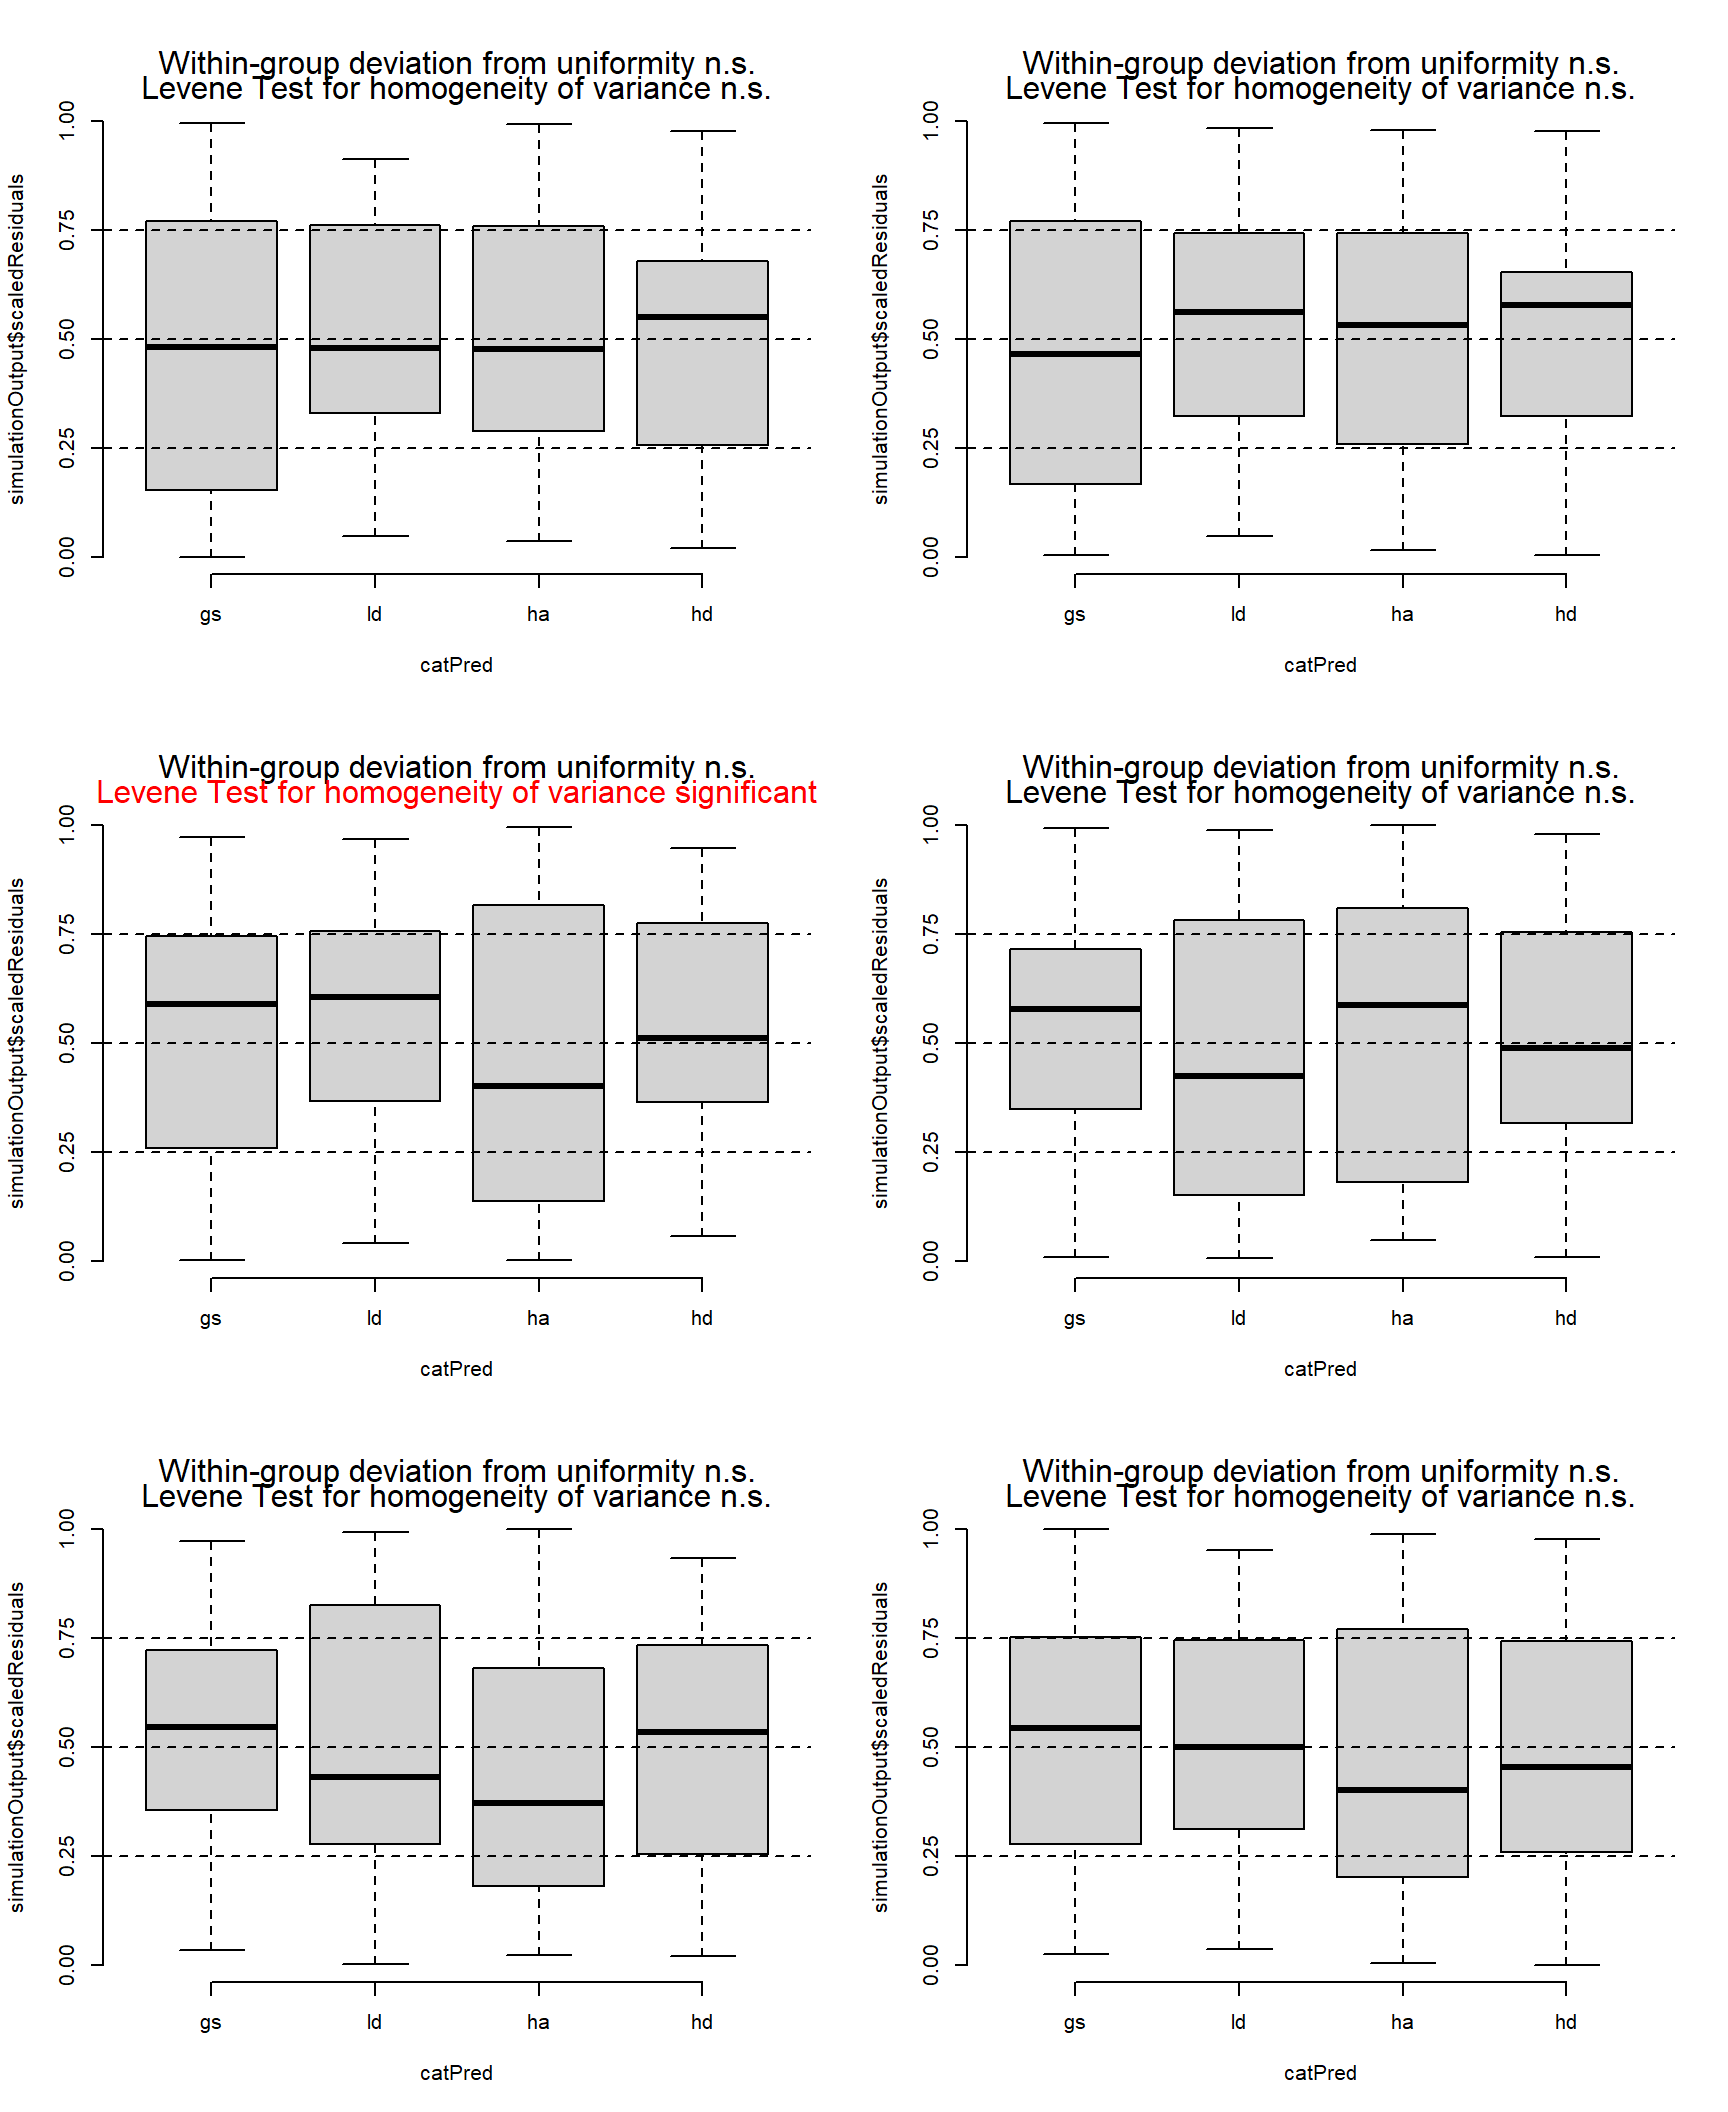 Within-group deviation from uniformity n.s.
Levene Test for homogeneity of variance n.s.
simulationOutput$scaledResiduals
1.00
0.75
0.50
0.25
0.00
gs ld ha hd
catPred
Within-group deviation from uniformity n.s.
Levene Test for homogeneity of variance n.s.
simulationOutput$scaledResiduals
1.00
0.75
0.50
0.25
0.00
gs ld ha hd
catPred
Within-group deviation from uniformity n.s.
Levene Test for homogeneity of variance significant
simulationOutput$scaledResiduals
1.00
0.75
0.50
0.25
0.00
gs ld ha hd
catPred
Within-group deviation from uniformity n.s.
Levene Test for homogeneity of variance n.s.
simulationOutput$scaledResiduals
1.00
0.75
0.50
0.25
0.00
gs ld ha hd
catPred
Within-group deviation from uniformity n.s.
Levene Test for homogeneity of variance n.s.
simulationOutput$scaledResiduals
1.00
0.75
0.50
0.25
0.00
gs ld ha hd
catPred
Within-group deviation from uniformity n.s.
Levene Test for homogeneity of variance n.s.
simulationOutput$scaledResiduals
1.00
0.75
0.50
0.25
0.00
gs ld ha hd
catPred